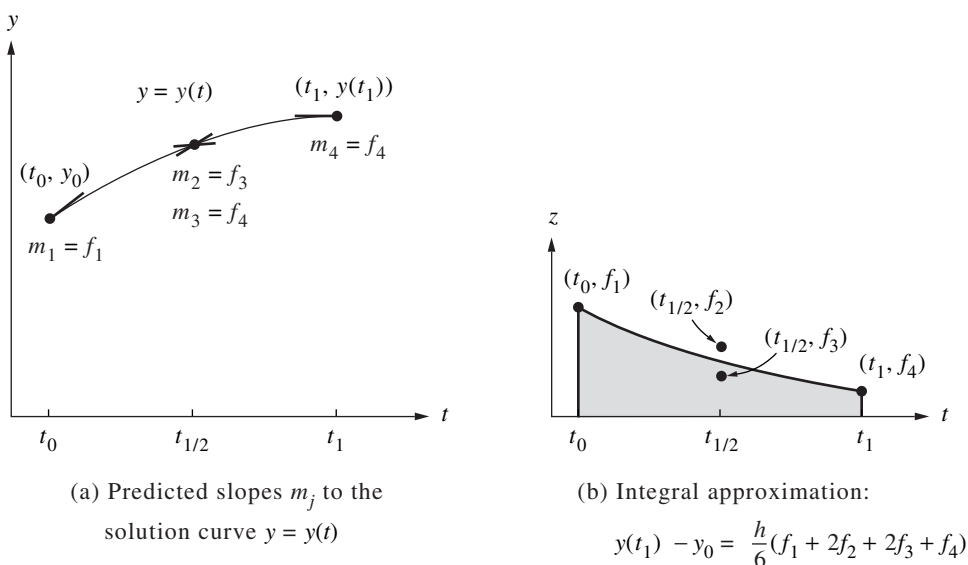 y
y = y(t)
(t₁, y(t₁))
m₄ = f₄
(t₀, y₀)
m₂ = f₃
m₃ = f₄
m₁ = f₁
t
t₀
t₁/₂
t₁
(a) Predicted slopes mⱼ to the
solution curve y = y(t)
z
(t₀, f₁)
(t₁/₂, f₂)
(t₁/₂, f₃)
(t₁, f₄)
t
t₀
t₁/₂
t₁
(b) Integral approximation:
y(t₁) − y₀ = h/6 (f₁ + 2f₂ + 2f₃ + f₄)